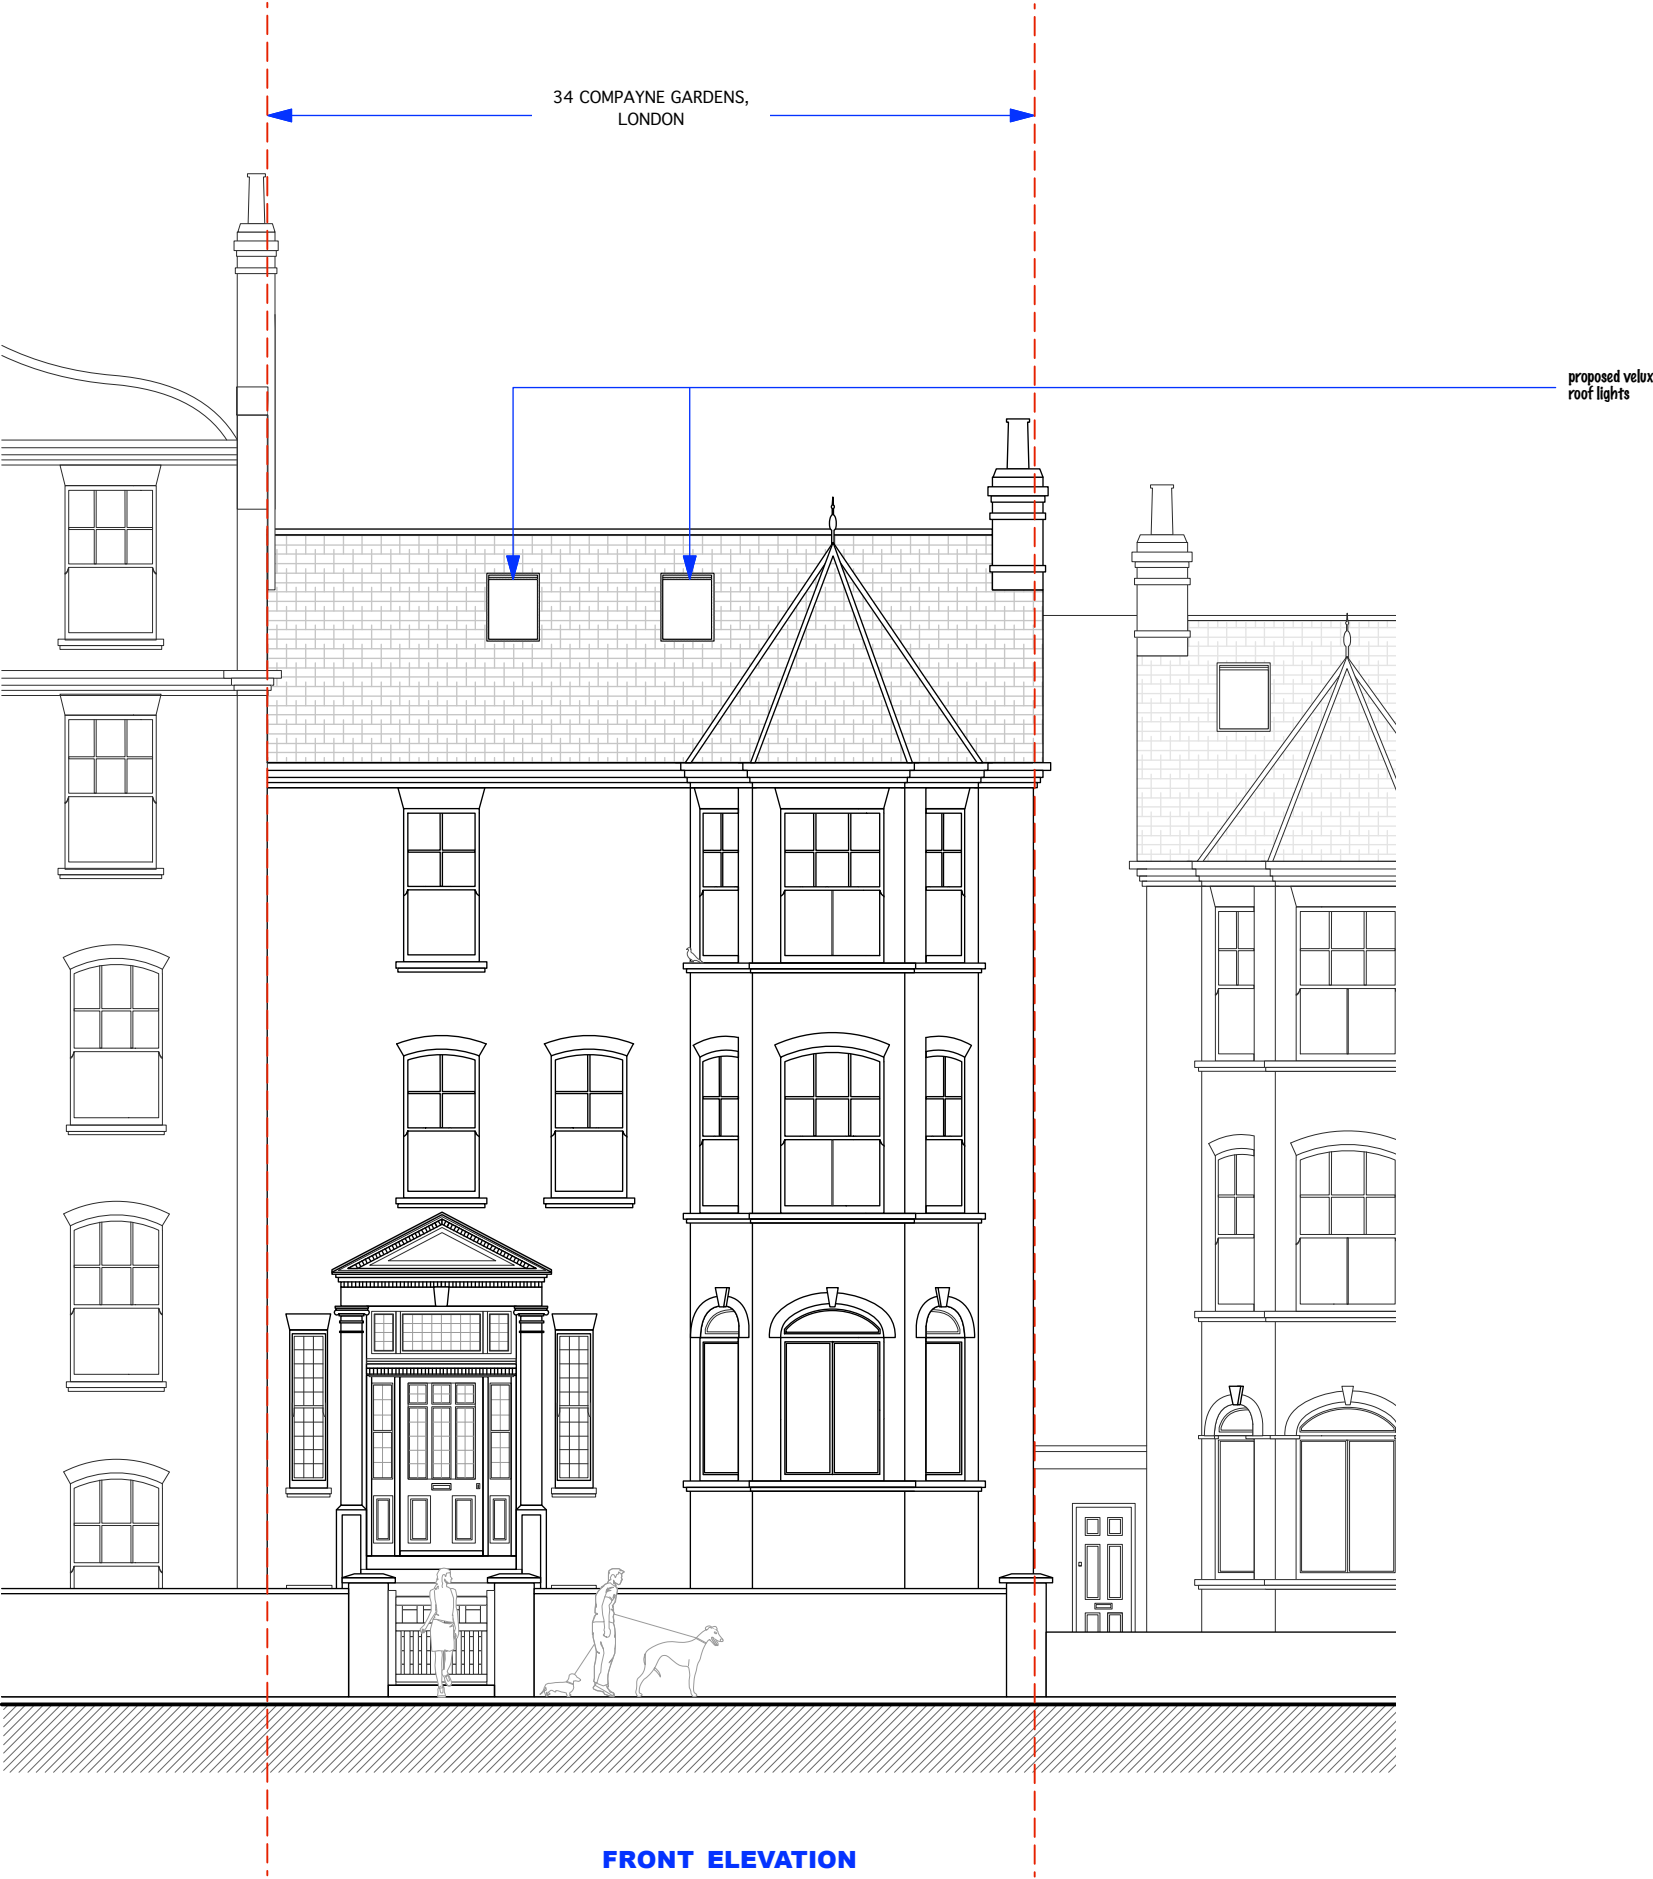 34 COMPAYNE GARDENS,
LONDON
proposed velux
roof lights
FRONT ELEVATION